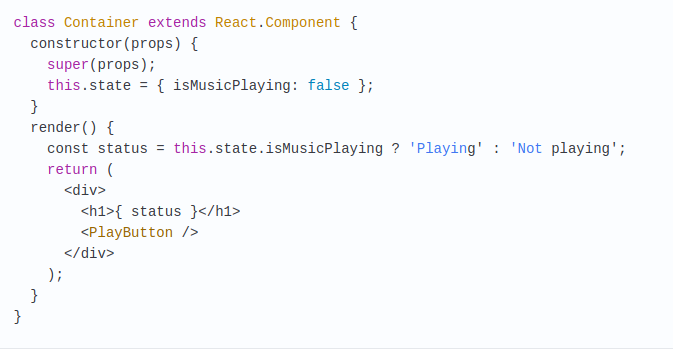 class Container extends React.Component {
  constructor(props) {
    super(props);
    this.state = { isMusicPlaying: false };
  }
  render() {
    const status = this.state.isMusicPlaying ? 'Playing' : 'Not playing';
    return (
      <div>
        <h1>{ status }</h1>
        <PlayButton />
      </div>
    );
  }
}